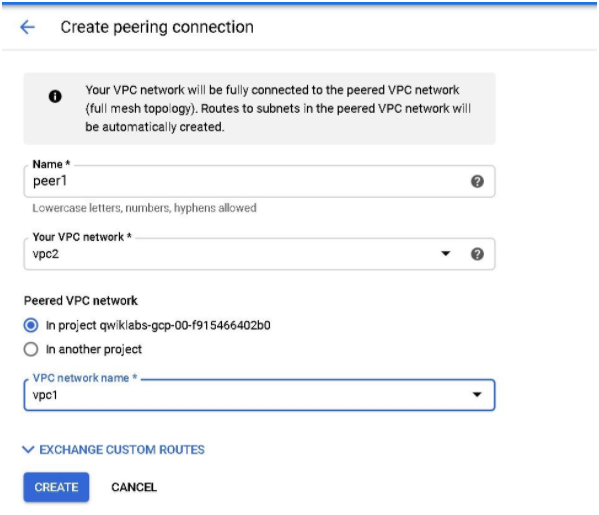 Create peering connection
Your VPC network will be fully connected to the peered VPC network
(full mesh topology). Routes to subnets in the peered VPC network will
be automatically created.
Name *
peer1
Lowercase letters, numbers, hyphens allowed
Your VPC network *
vpc2
Peered VPC network
In project qwiklabs-gcp-00-f915466402b0
In another project
VPC network name *
vpc1
EXCHANGE CUSTOM ROUTES
CREATE CANCEL